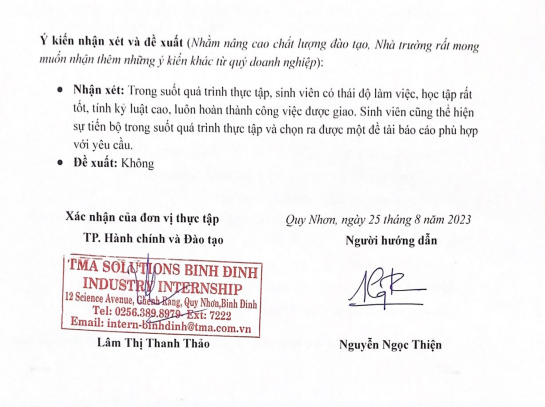 Ý kiến nhận xét và đề xuất (Nhằm nâng cao chất lượng đào tạo, Nhà trường rất mong
muốn nhận thêm những ý kiến khác từ quý doanh nghiệp):
● Nhận xét: Trong suốt quá trình thực tập, sinh viên có thái độ làm việc, học tập rất
tốt, tính kỷ luật cao, luôn hoàn thành công việc được giao. Sinh viên cũng thể hiện
sự tiến bộ trong suốt quá trình thực tập và chọn ra được một đề tài báo cáo phù hợp
với yêu cầu.
● Đề xuất: Không
Xác nhận của đơn vị thực tập
TP. Hành chính và Đào tạo
TMA SOLUTIONS BINH DINH
INDUSTRY INTERNSHIP
12 Science Avenue, Ghenh Rang, Quy Nhon,Binh Dinh
Tel: 0256.389.8979- Ext: 7222
Email: intern-binhdinh@tma.com.vn
Lâm Thị Thanh Thảo
Quy Nhơn, ngày 25 tháng 8 năm 2023
Người hướng dẫn
Nguyễn Ngọc Thiện